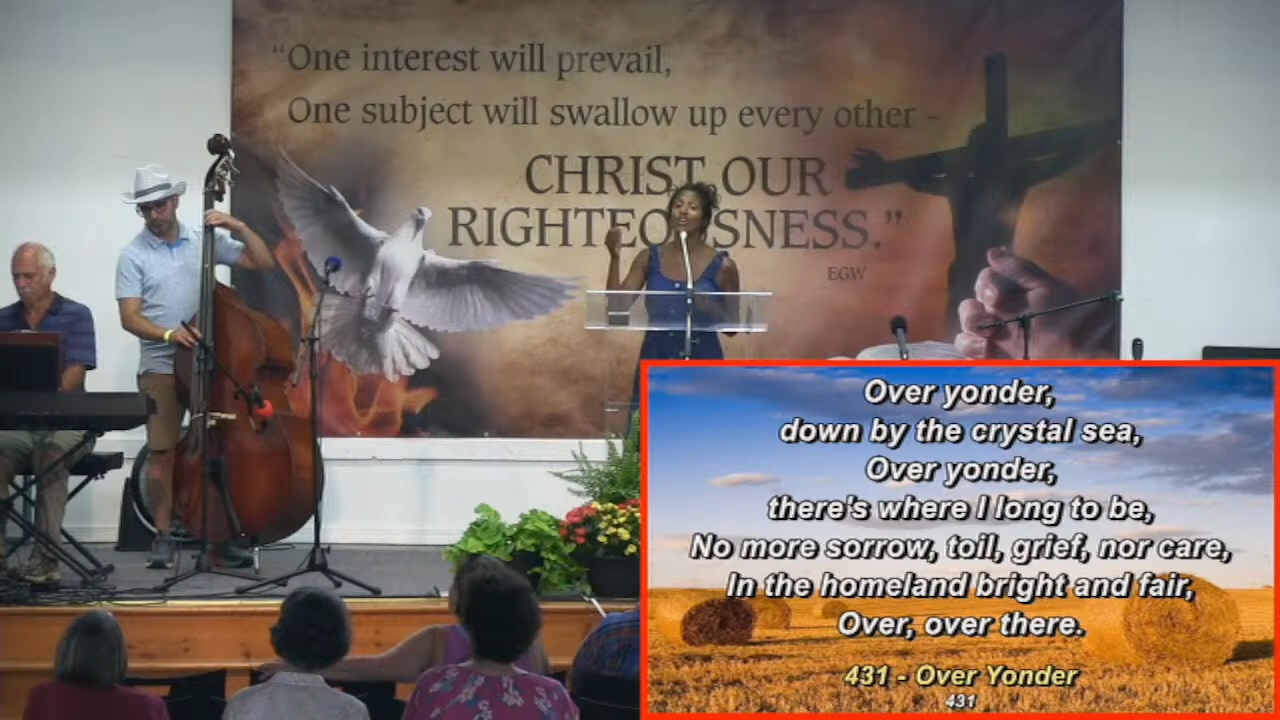 “One interest will prevail,
One subject will swallow up every other -
CHRIST OUR
RIGHTEOUSNESS.”
EGW
Over yonder,
down by the crystal sea,
Over yonder,
there's where I long to be,
No more sorrow, toil, grief, nor care,
In the homeland bright and fair,
Over, over there.
431 - Over Yonder
431